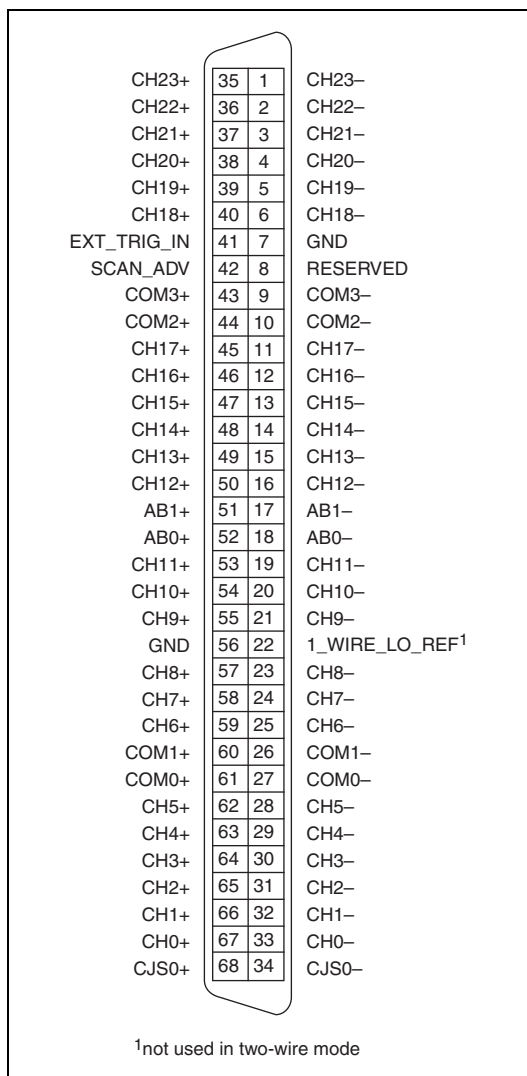 CH23+ 35 1 CH23–
CH22+ 36 2 CH22–
CH21+ 37 3 CH21–
CH20+ 38 4 CH20–
CH19+ 39 5 CH19–
CH18+ 40 6 CH18–
EXT_TRIG_IN 41 7 GND
SCAN_ADV 42 8 RESERVED
COM3+ 43 9 COM3–
COM2+ 44 10 COM2–
CH17+ 45 11 CH17–
CH16+ 46 12 CH16–
CH15+ 47 13 CH15–
CH14+ 48 14 CH14–
CH13+ 49 15 CH13–
CH12+ 50 16 CH12–
AB1+ 51 17 AB1–
AB0+ 52 18 AB0–
CH11+ 53 19 CH11–
CH10+ 54 20 CH10–
CH9+ 55 21 CH9–
GND 56 22 1_WIRE_LO_REF1
CH8+ 57 23 CH8–
CH7+ 58 24 CH7–
CH6+ 59 25 CH6–
COM1+ 60 26 COM1–
COM0+ 61 27 COM0–
CH5+ 62 28 CH5–
CH4+ 63 29 CH4–
CH3+ 64 30 CH3–
CH2+ 65 31 CH2–
CH1+ 66 32 CH1–
CH0+ 67 33 CH0–
CJS0+ 68 34 CJS0–
1not used in two-wire mode